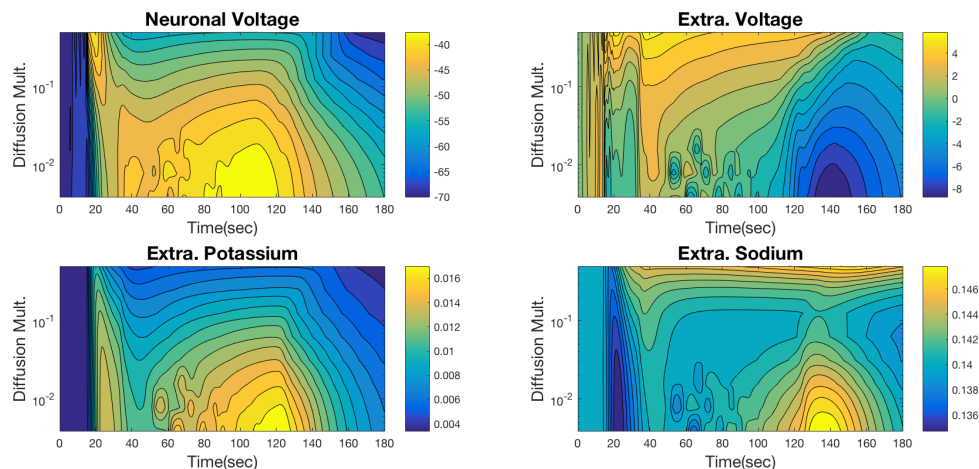 Neuronal Voltage
Diffusion Mult.
10⁻¹
10⁻²
0 20 40 60 80 100 120 140 160 180
Time(sec)
-40
-45
-50
-55
-60
-65
-70
Extra. Voltage
Diffusion Mult.
10⁻¹
10⁻²
0 20 40 60 80 100 120 140 160 180
Time(sec)
4
2
0
-2
-4
-6
-8
Extra. Potassium
Diffusion Mult.
10⁻¹
10⁻²
0 20 40 60 80 100 120 140 160 180
Time(sec)
0.016
0.014
0.012
0.01
0.008
0.006
0.004
Extra. Sodium
Diffusion Mult.
10⁻¹
10⁻²
0 20 40 60 80 100 120 140 160 180
Time(sec)
0.146
0.144
0.142
0.14
0.138
0.136